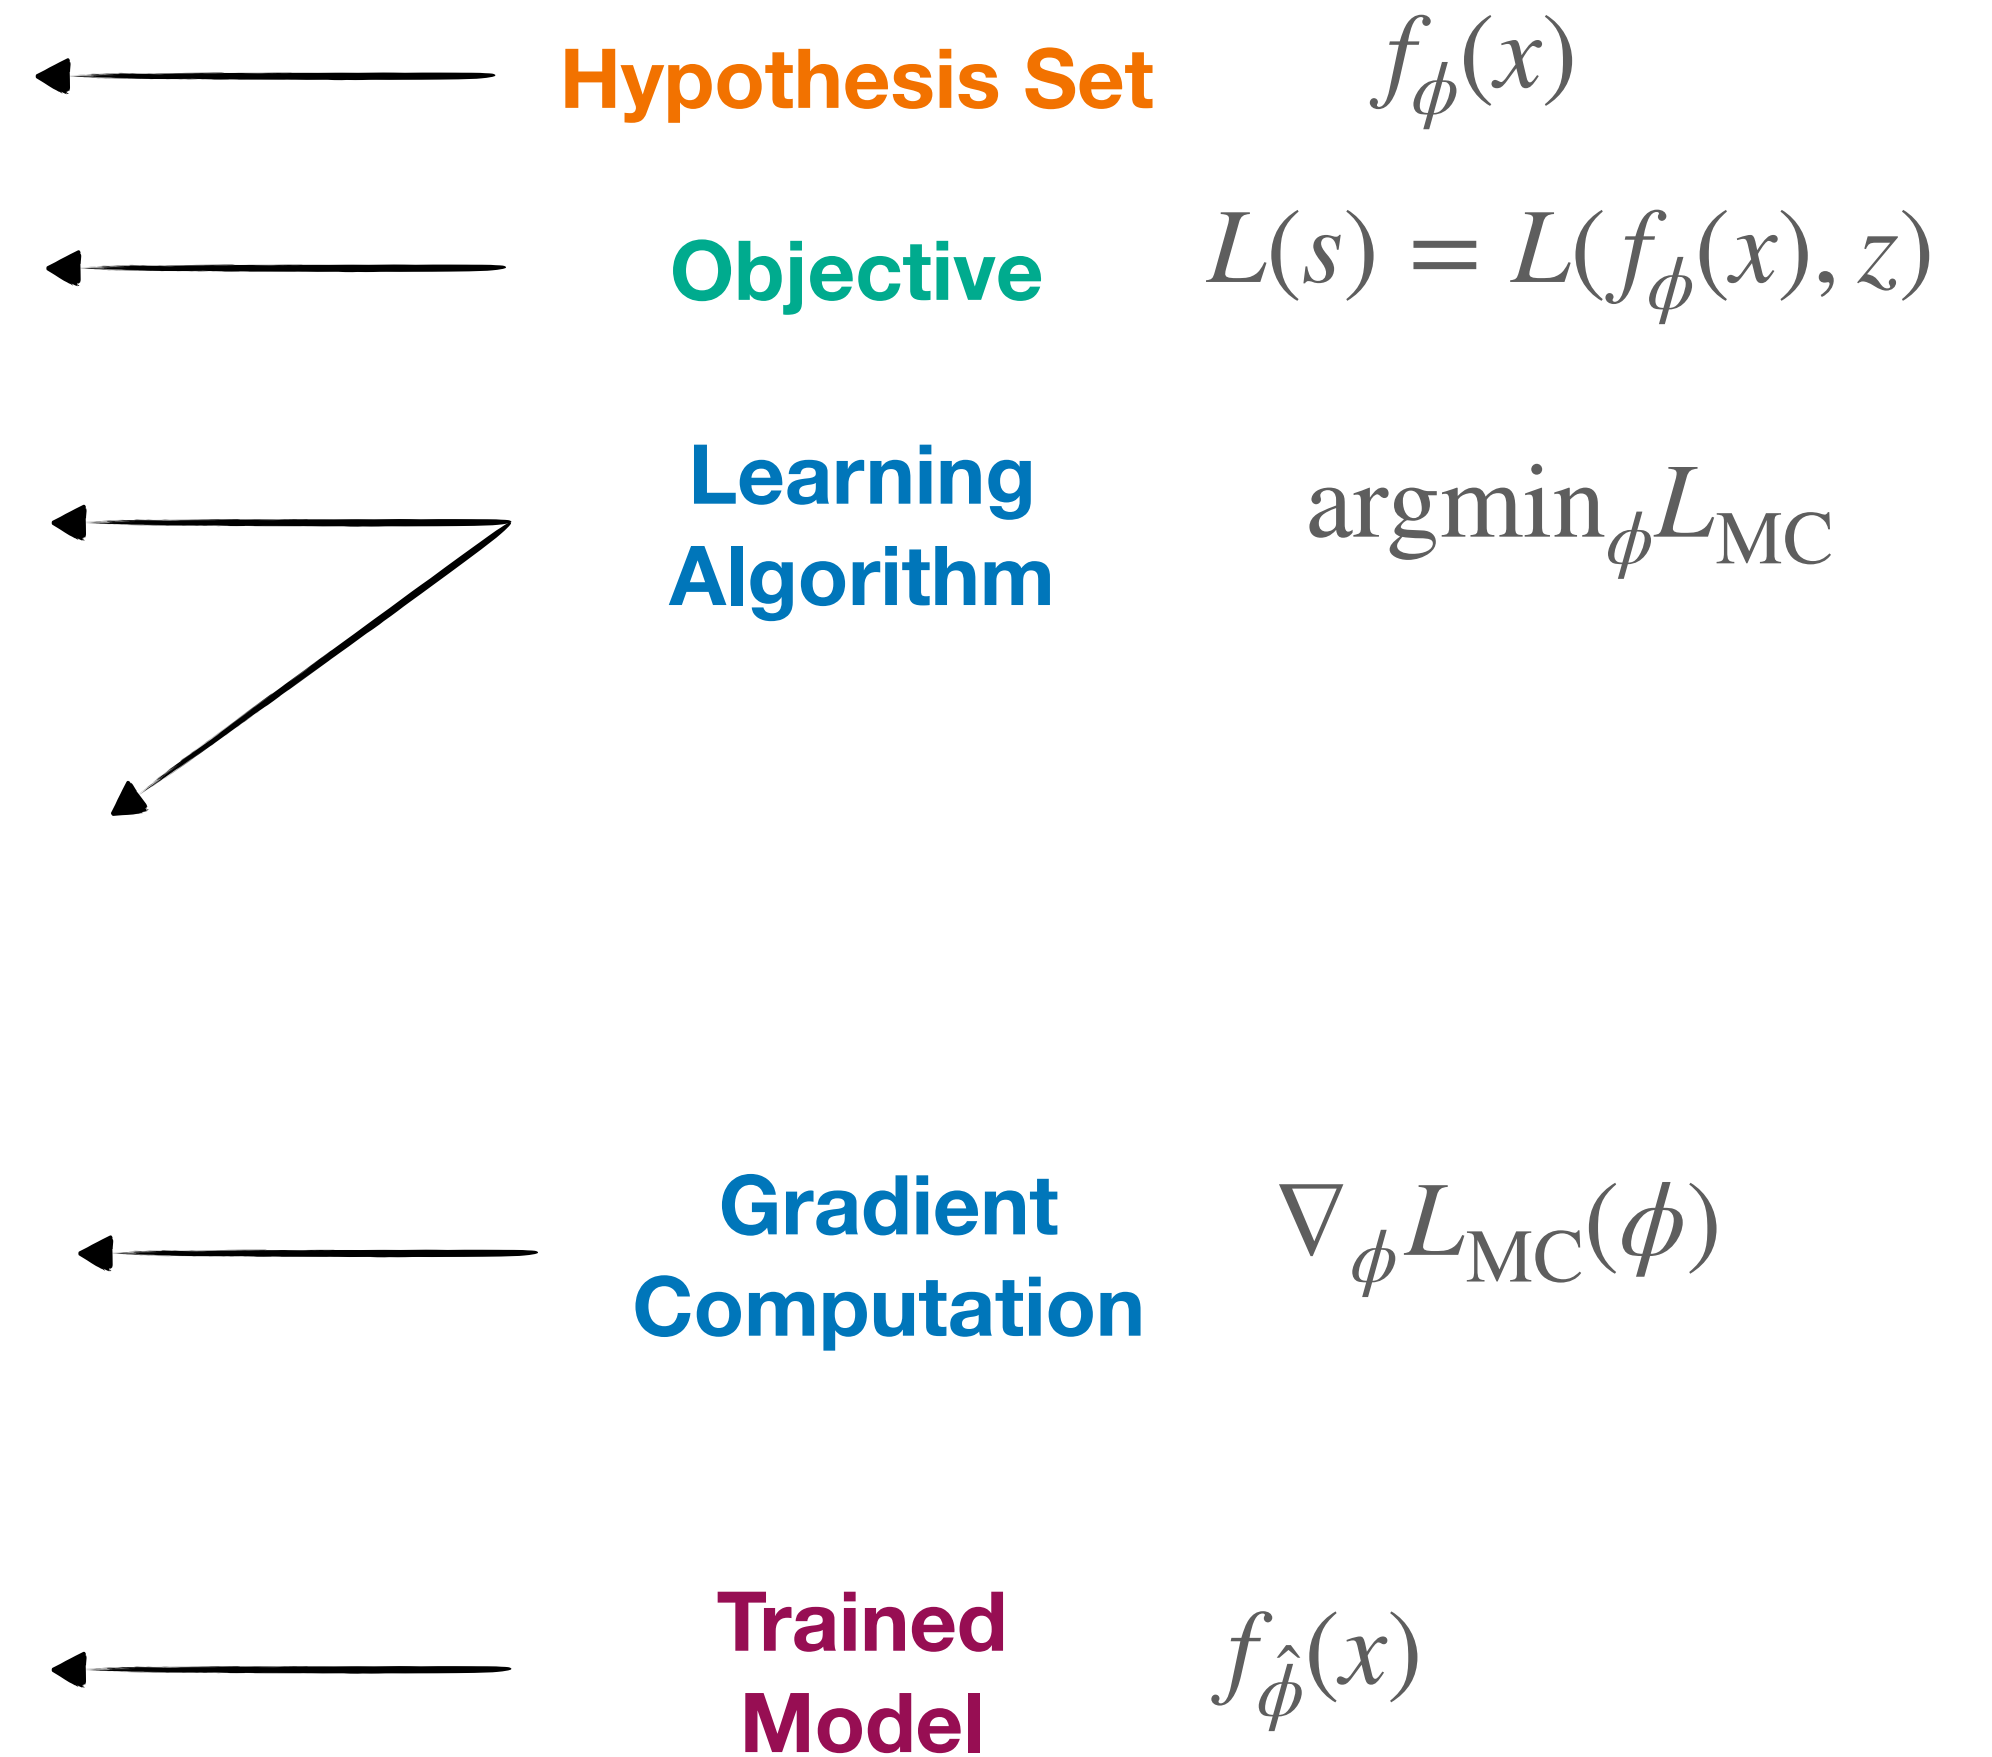 Hypothesis Set f_ϕ(x)
Objective L(s) = L(f_ϕ(x), z)
Learning
Algorithm
argmin_ϕ L_MC
Gradient
Computation
∇_ϕ L_MC(ϕ)
Trained
Model
f_ϕ̂(x)